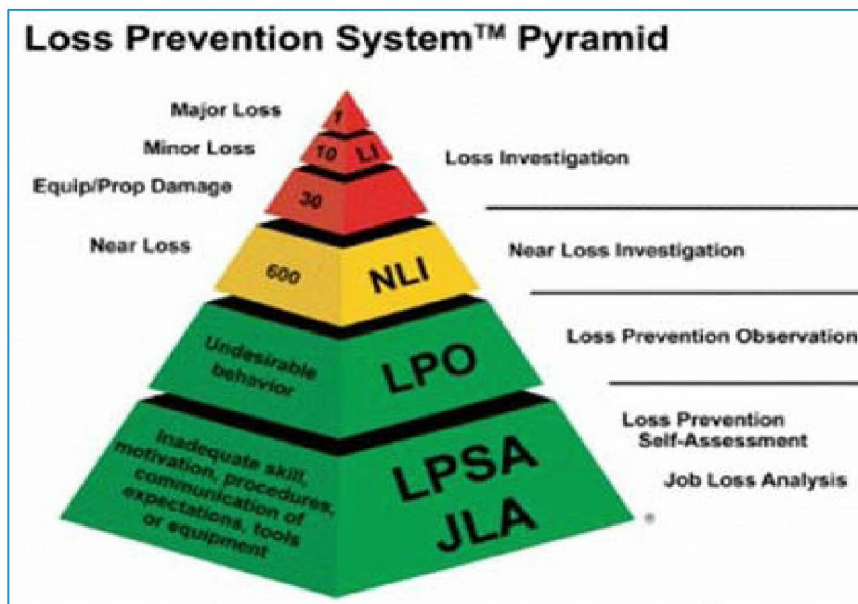 Loss Prevention System™ Pyramid
Major Loss
1
Minor Loss
10
LI
Loss Investigation
Equip/Prop Damage
30
Near Loss
600
NLI
Near Loss Investigation
Undesirable
behavior
LPO
Loss Prevention Observation
Inadequate skill,
motivation, procedures,
communication of
expectations, tools
or equipment
LPSA
JLA
Loss Prevention
Self-Assessment
Job Loss Analysis
®